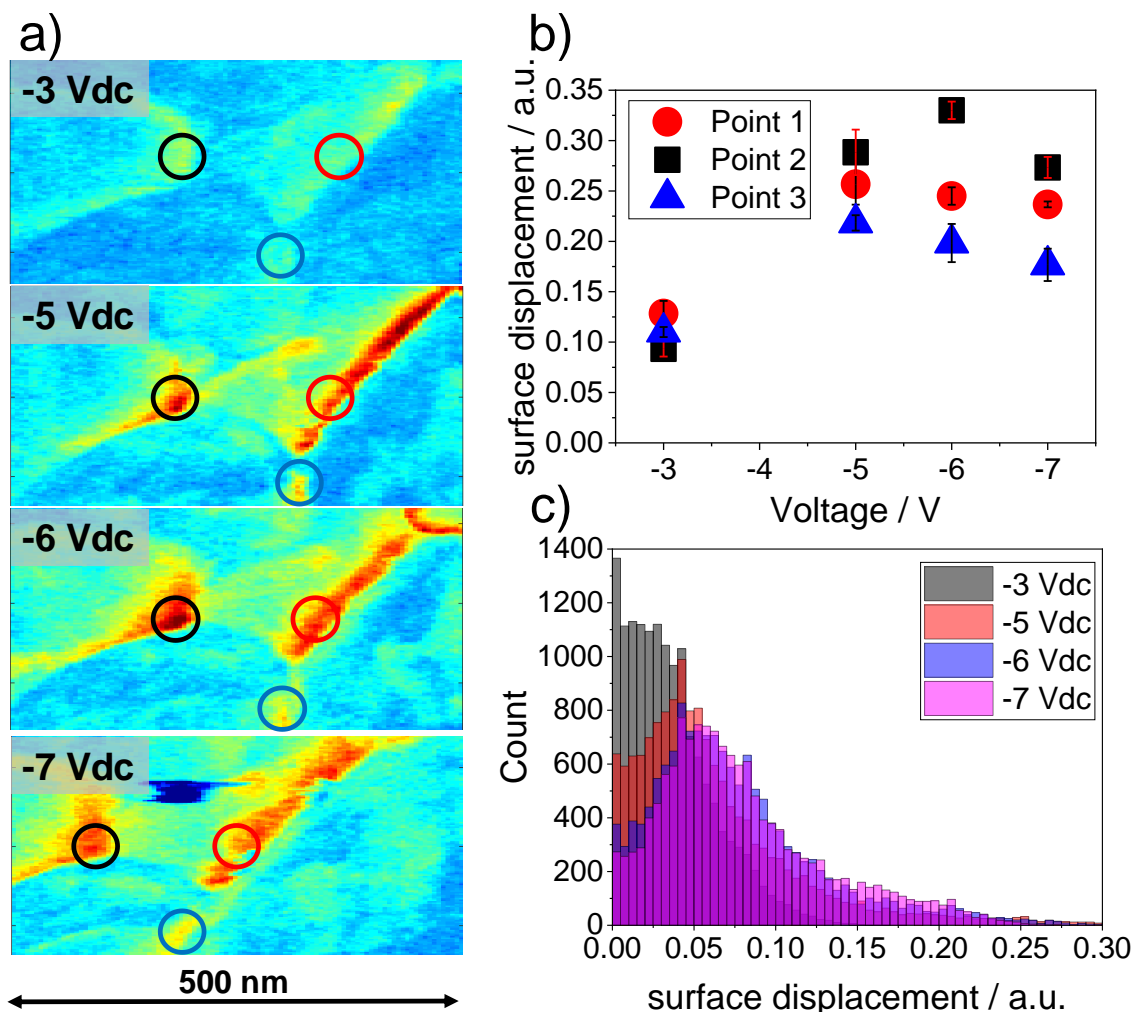 a)
-3 Vdc
-5 Vdc
-6 Vdc
-7 Vdc
500 nm
b)
surface displacement / a.u.
0.35
0.30
0.25
0.20
0.15
0.10
0.05
0.00
Point 1
Point 2
Point 3
-3 -4 -5 -6 -7
Voltage / V
c)
Count
1400
1200
1000
800
600
400
200
0
-3 Vdc
-5 Vdc
-6 Vdc
-7 Vdc
0.00 0.05 0.10 0.15 0.20 0.25 0.30
surface displacement / a.u.